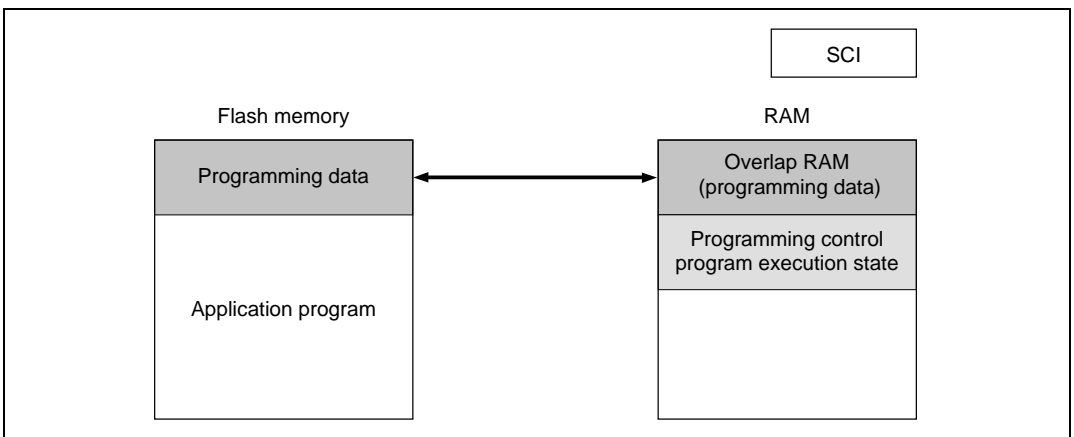 SCI
Flash memory
RAM
Programming data
Overlap RAM
(programming data)
Programming control
program execution state
Application program